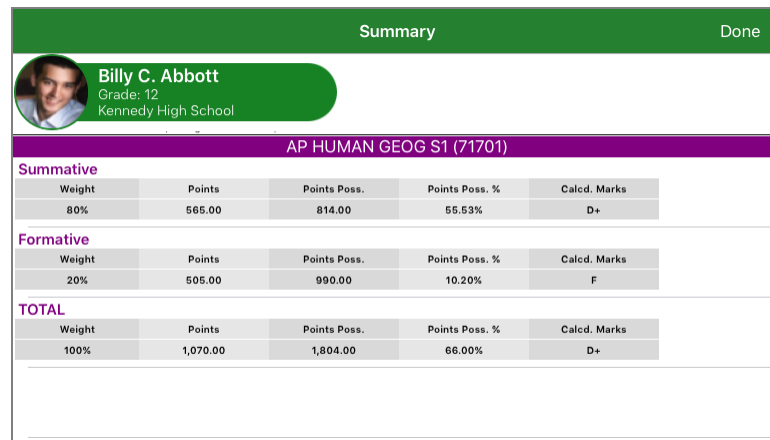 Summary
Done
Billy C. Abbott
Grade: 12
Kennedy High School
AP HUMAN GEOG S1 (71701)
Summative
Weight Points Points Poss. Points Poss. % Calcd. Marks
80% 565.00 814.00 55.53% D+
Formative
Weight Points Points Poss. Points Poss. % Calcd. Marks
20% 505.00 990.00 10.20% F
TOTAL
Weight Points Points Poss. Points Poss. % Calcd. Marks
100% 1,070.00 1,804.00 66.00% D+